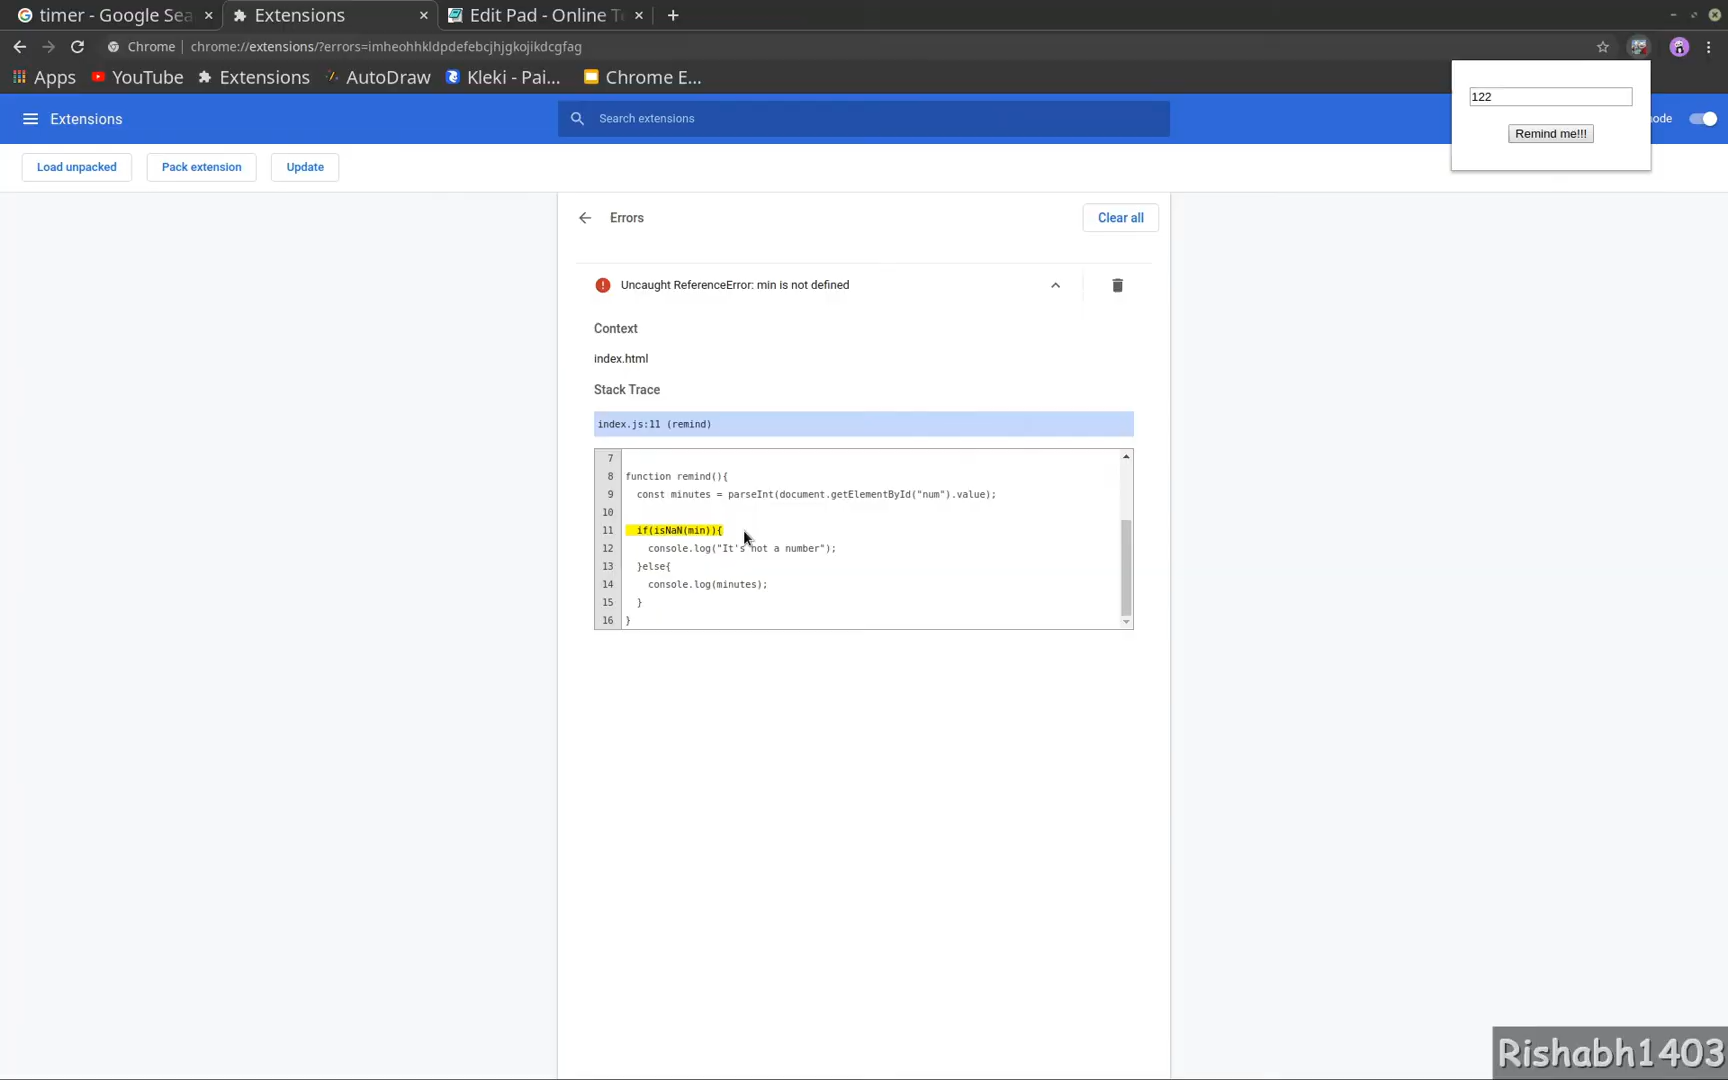 timer - Google Sea
Extensions
Edit Pad - Online T
Chrome
chrome://extensions/?errors=imheohhkldpdefebcjhjgkojikdcgfag
Apps
YouTube
Extensions
AutoDraw
Kleki - Pai...
Chrome E...
Extensions
Search extensions
ode
122
Remind me!!!
Load unpacked
Pack extension
Update
Errors
Clear all
Uncaught ReferenceError: min is not defined
Context
index.html
Stack Trace
index.js:11 (remind)
7
8 function remind(){
9 const minutes = parseInt(document.getElementById("num").value);
10
11 if(isNaN(min)){
12 console.log("It's not a number");
13 }else{
14 console.log(minutes);
15 }
16 }
Rishabh1403